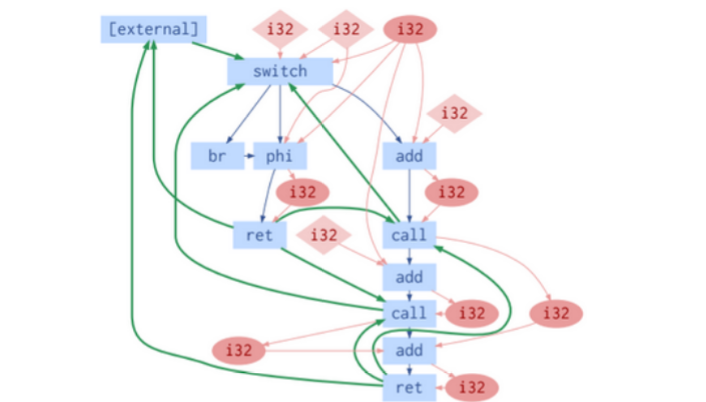 [external]
i32
i32
i32
switch
i32
br
phi
add
i32
i32
ret
i32
call
add
call
i32
i32
i32
add
ret
i32